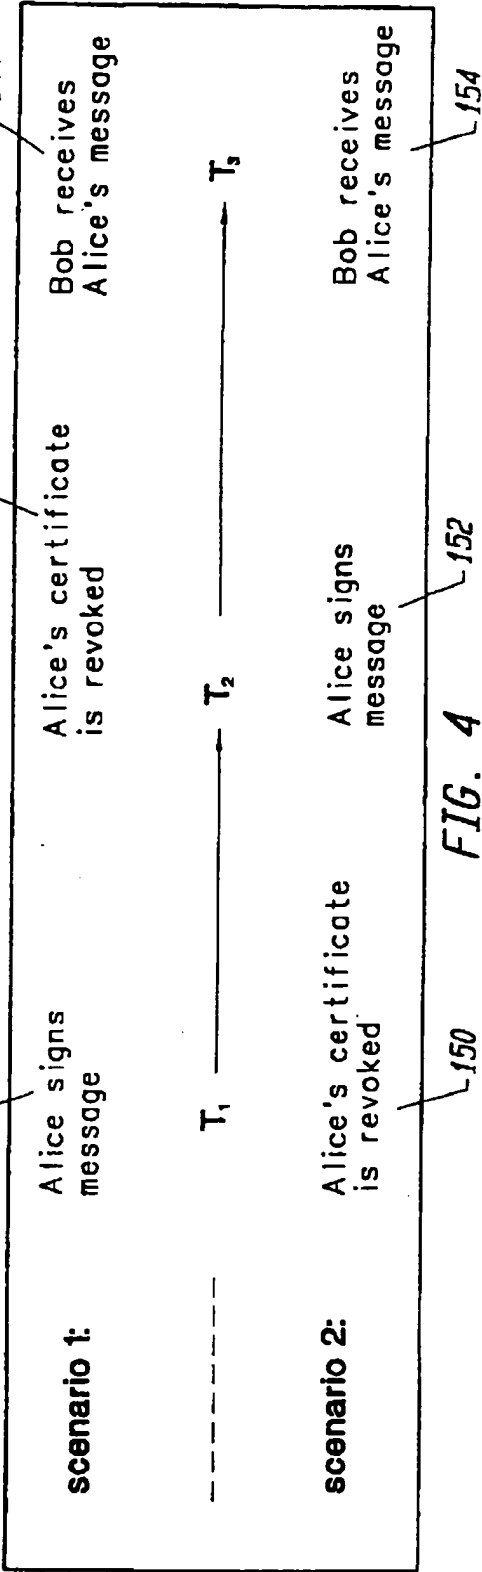 scenario 1:
Alice signs
message
Alice's certificate
is revoked
Bob receives
Alice's message
T₁
T₂
T₃
scenario 2:
Alice's certificate
is revoked
Alice signs
message
Bob receives
Alice's message
150
152
154
FIG. 4